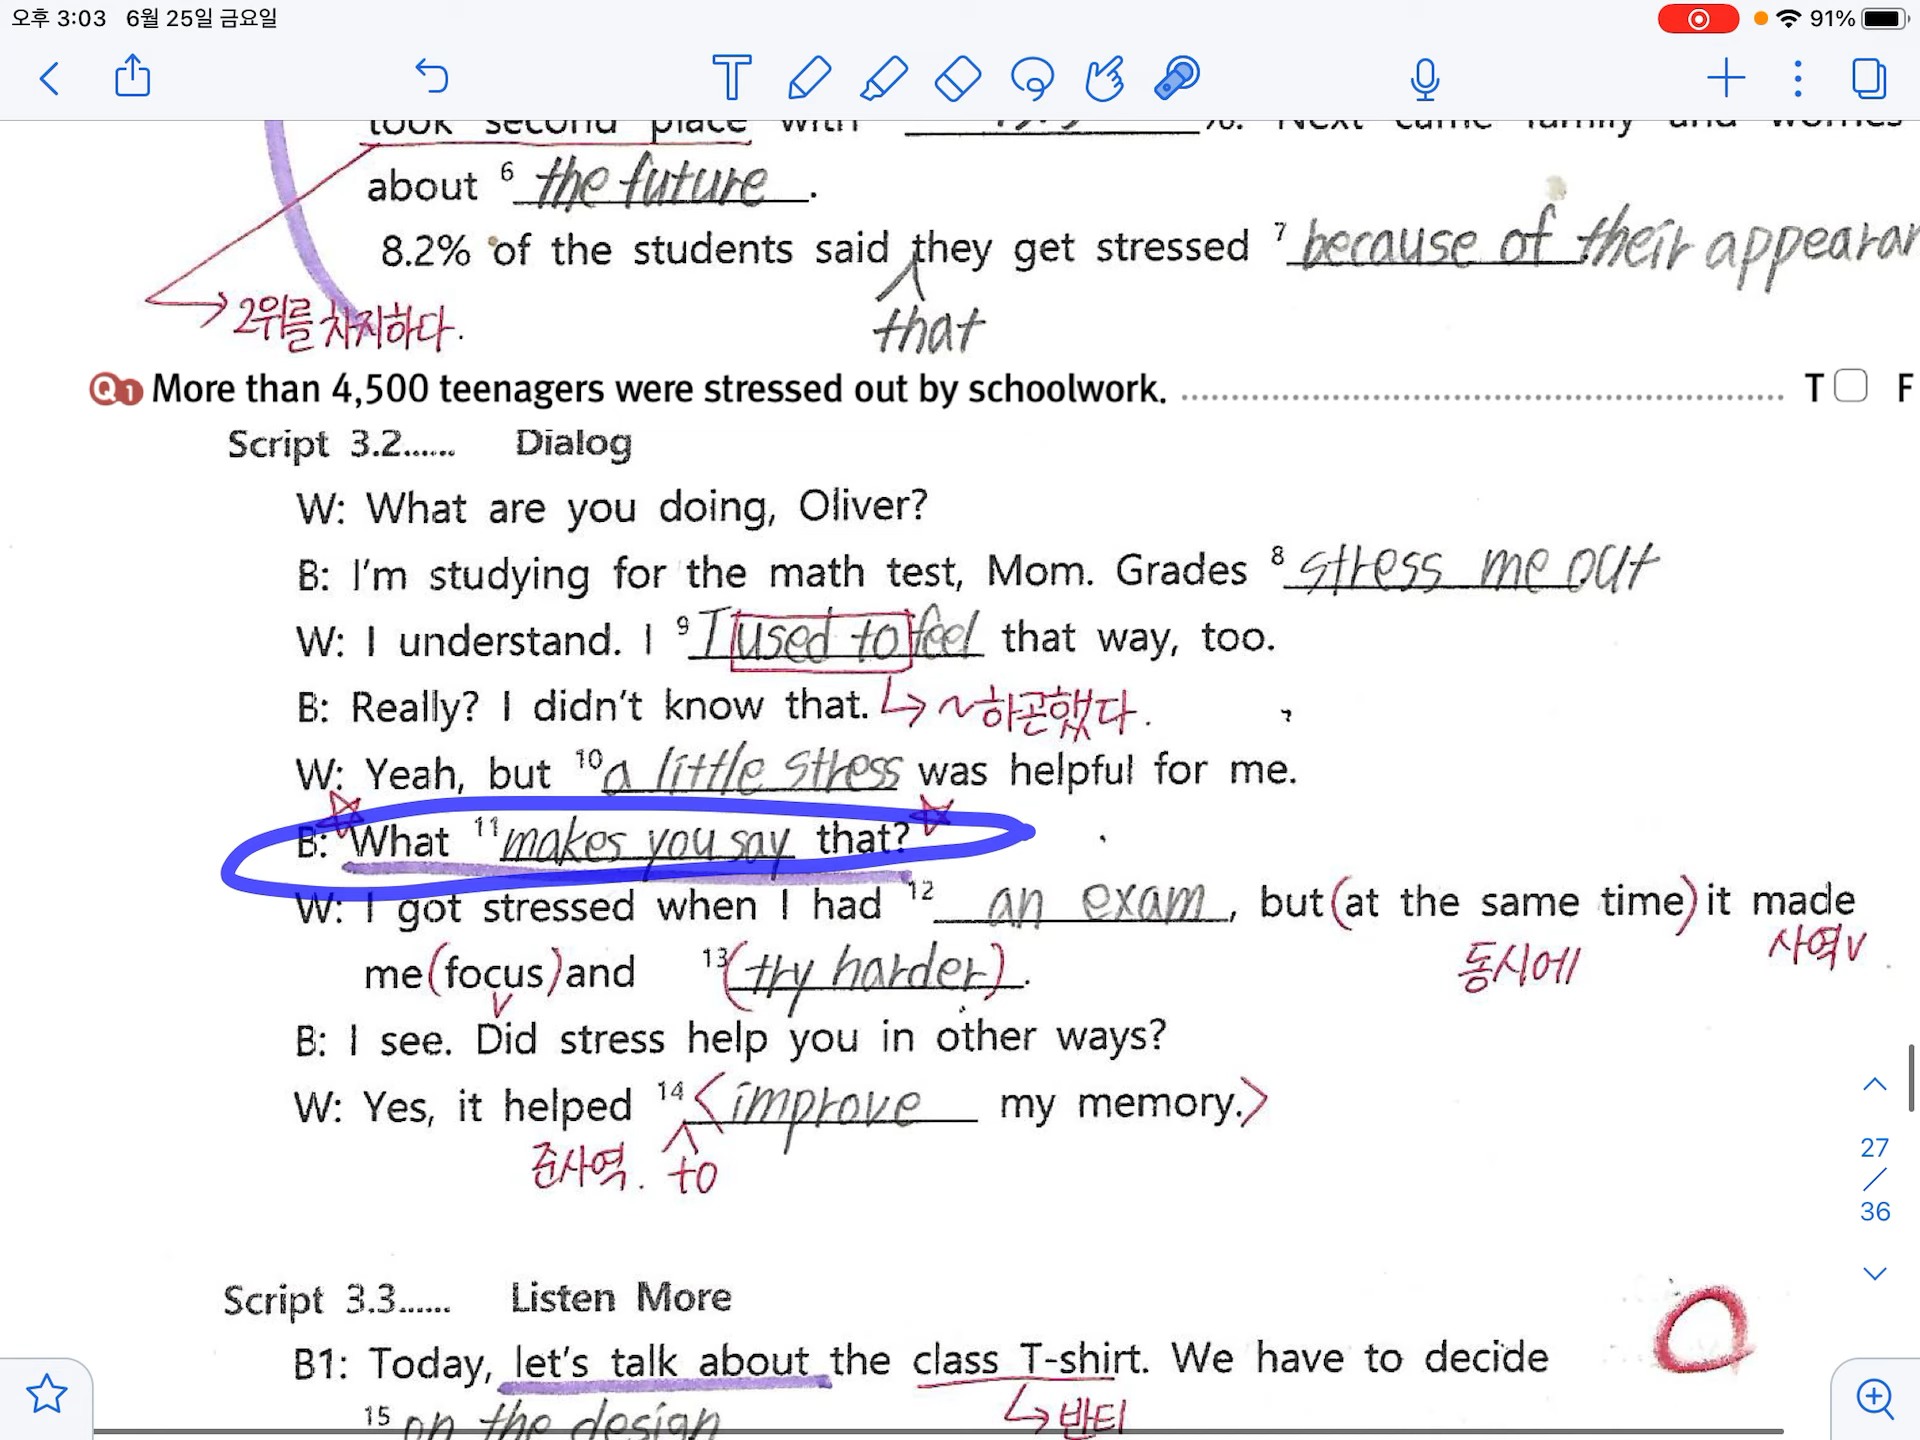 오후 3:03 6월 25일 금요일
91%
took second place with %. Next came family and worries
about 6 the future.
8.2% of the students said they get stressed 7 because of their appearan
that
2위를 차지하다.
Q1 More than 4,500 teenagers were stressed out by schoolwork. T F
Script 3.2...... Dialog
W: What are you doing, Oliver?
B: I'm studying for the math test, Mom. Grades 8 stress me out
W: I understand. I 9 I used to feel that way, too.
B: Really? I didn't know that. ~하곤했다.
W: Yeah, but 10 a little stress was helpful for me.
B: What 11 makes you say that?
W: I got stressed when I had 12 an exam, but (at the same time) it made
동시에 사역v
me (focus) and 13 (try harder).
v
B: I see. Did stress help you in other ways?
W: Yes, it helped 14 <improve my memory.>
준사역. to
27
/
36
Script 3.3...... Listen More
B1: Today, let's talk about the class T-shirt. We have to decide
반티
15 on the design